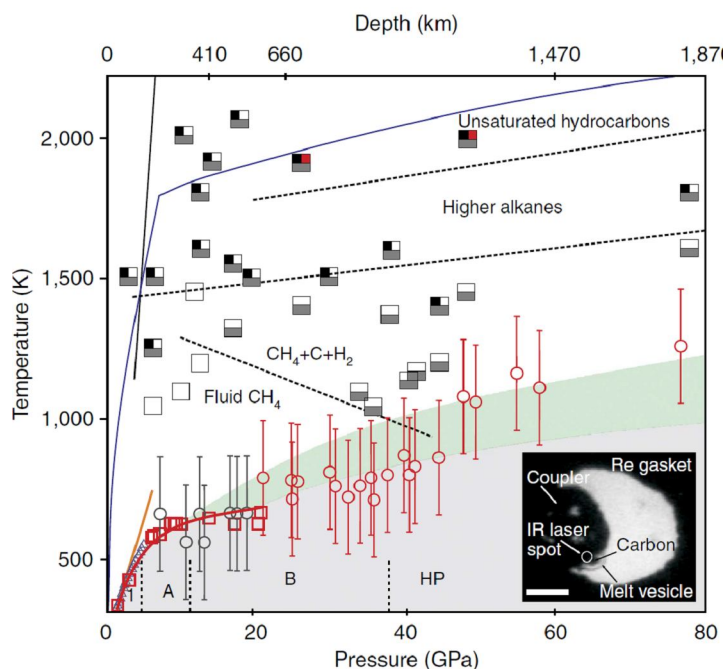 Depth (km)
0 410 660 1,470 1,870
Unsaturated hydrocarbons
2,000
Higher alkanes
1,500
Temperature (K)
CH₄+C+H₂
Fluid CH₄
1,000
Re gasket
Coupler
IR laser
spot
Carbon
Melt vesicle
500
1 A B HP
0 20 40 60 80
Pressure (GPa)